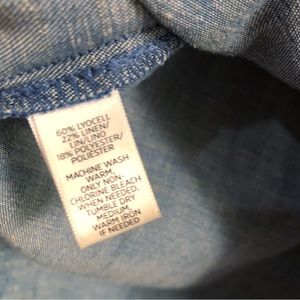 60% LYOCELL
22% LINEN/
LIN/LINO
18% POLYESTER/
POLIESTER
MACHINE WASH
WARM,
ONLY NON-
CHLORINE BLEACH
WHEN NEEDED,
TUMBLE DRY
MEDIUM,
WARM IRON
IF NEEDED